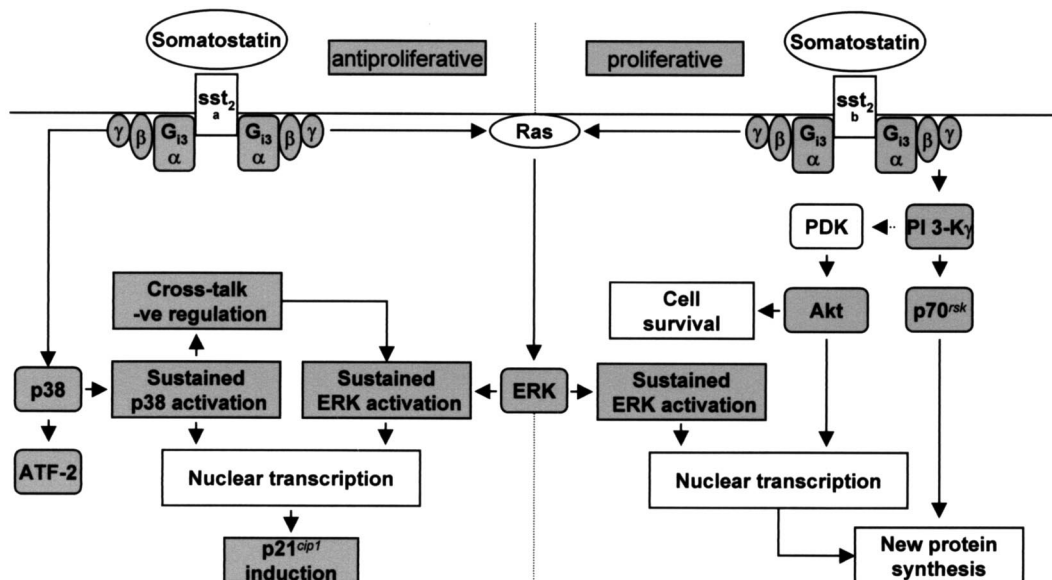 Somatostatin
antiproliferative
proliferative
Somatostatin
sst2
a
sst2
b
γ β Gi3 Gi3 β γ
α α
Ras
γ β Gi3 Gi3 β γ
α α
PDK
PI 3-Kγ
Cross-talk
-ve regulation
Cell
survival
Akt
p70rsk
p38
Sustained
p38 activation
Sustained
ERK activation
ERK
Sustained
ERK activation
ATF-2
Nuclear transcription
Nuclear transcription
p21cip1
induction
New protein
synthesis